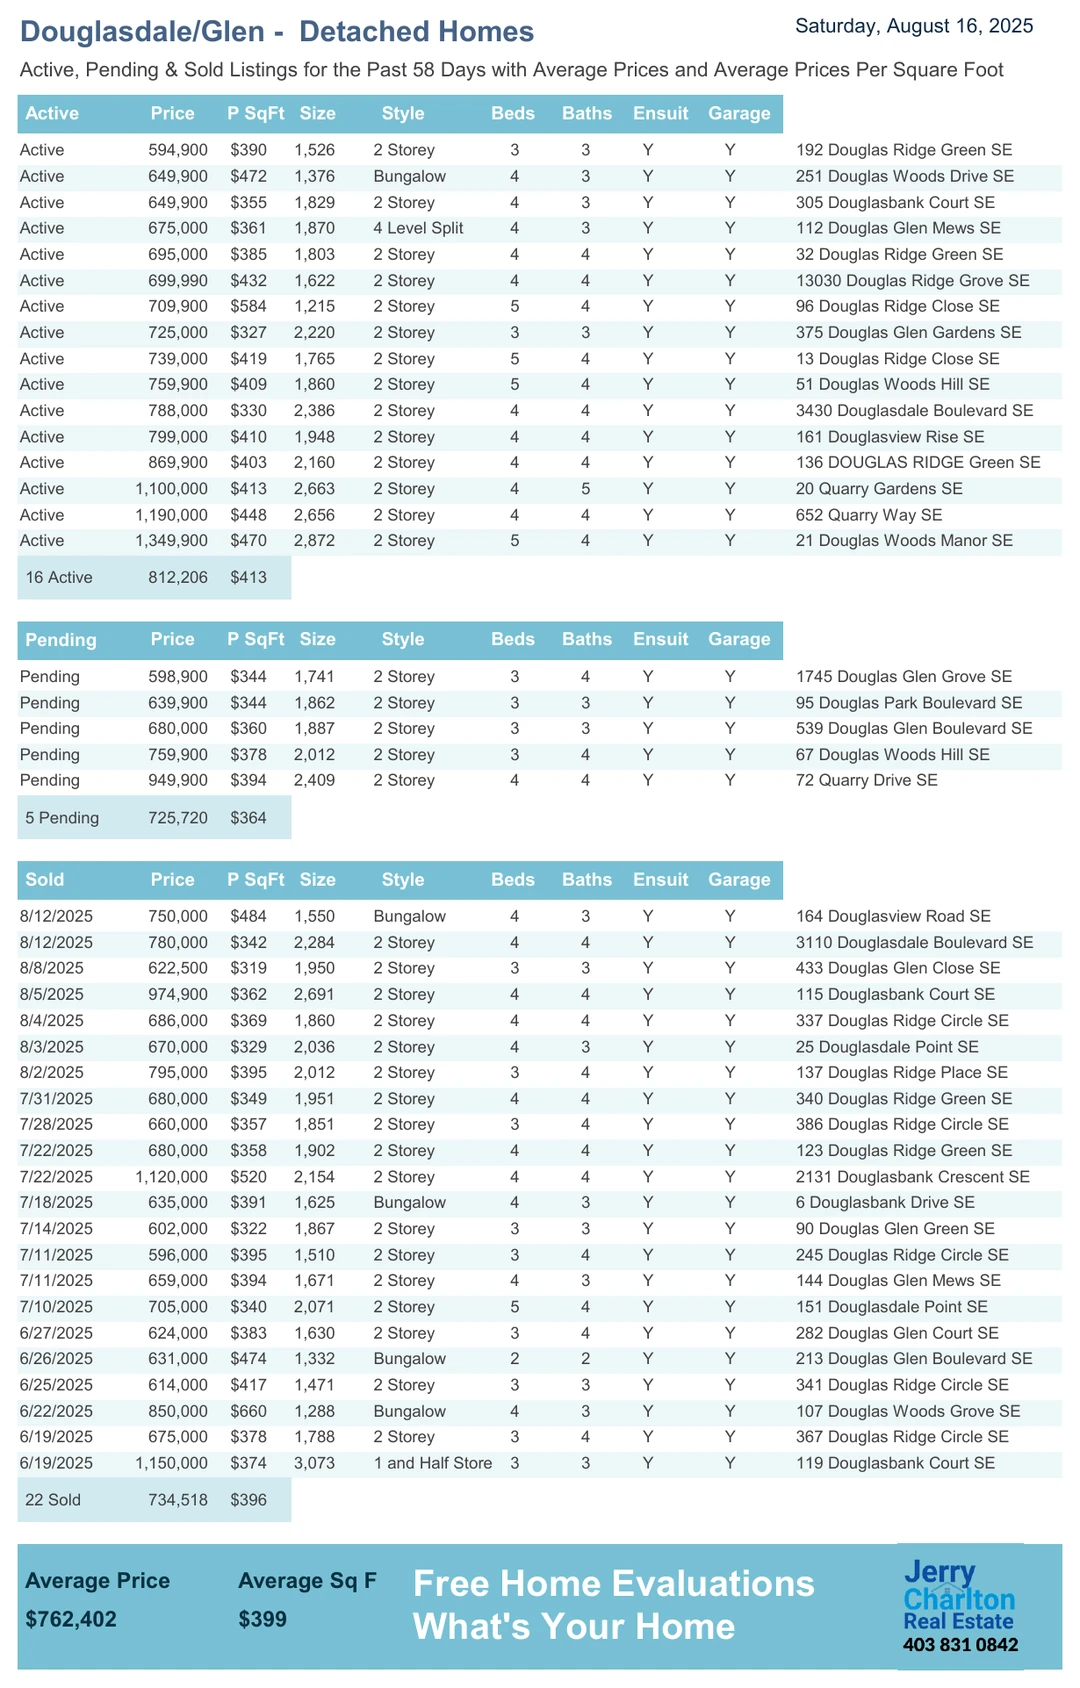 Douglasdale/Glen - Detached Homes
Saturday, August 16, 2025
Active, Pending & Sold Listings for the Past 58 Days with Average Prices and Average Prices Per Square Foot
Active Price P SqFt Size Style Beds Baths Ensuit Garage
Active 594,900 $390 1,526 2 Storey 3 3 Y Y 192 Douglas Ridge Green SE
Active 649,900 $472 1,376 Bungalow 4 3 Y Y 251 Douglas Woods Drive SE
Active 649,900 $355 1,829 2 Storey 4 3 Y Y 305 Douglasbank Court SE
Active 675,000 $361 1,870 4 Level Split 4 3 Y Y 112 Douglas Glen Mews SE
Active 695,000 $385 1,803 2 Storey 4 4 Y Y 32 Douglas Ridge Green SE
Active 699,990 $432 1,622 2 Storey 4 4 Y Y 13030 Douglas Ridge Grove SE
Active 709,900 $584 1,215 2 Storey 5 4 Y Y 96 Douglas Ridge Close SE
Active 725,000 $327 2,220 2 Storey 3 3 Y Y 375 Douglas Glen Gardens SE
Active 739,000 $419 1,765 2 Storey 5 4 Y Y 13 Douglas Ridge Close SE
Active 759,900 $409 1,860 2 Storey 5 4 Y Y 51 Douglas Woods Hill SE
Active 788,000 $330 2,386 2 Storey 4 4 Y Y 3430 Douglasdale Boulevard SE
Active 799,000 $410 1,948 2 Storey 4 4 Y Y 161 Douglasview Rise SE
Active 869,900 $403 2,160 2 Storey 4 4 Y Y 136 DOUGLAS RIDGE Green SE
Active 1,100,000 $413 2,663 2 Storey 4 5 Y Y 20 Quarry Gardens SE
Active 1,190,000 $448 2,656 2 Storey 4 4 Y Y 652 Quarry Way SE
Active 1,349,900 $470 2,872 2 Storey 5 4 Y Y 21 Douglas Woods Manor SE
16 Active 812,206 $413
Pending Price P SqFt Size Style Beds Baths Ensuit Garage
Pending 598,900 $344 1,741 2 Storey 3 4 Y Y 1745 Douglas Glen Grove SE
Pending 639,900 $344 1,862 2 Storey 3 3 Y Y 95 Douglas Park Boulevard SE
Pending 680,000 $360 1,887 2 Storey 3 3 Y Y 539 Douglas Glen Boulevard SE
Pending 759,900 $378 2,012 2 Storey 3 4 Y Y 67 Douglas Woods Hill SE
Pending 949,900 $394 2,409 2 Storey 4 4 Y Y 72 Quarry Drive SE
5 Pending 725,720 $364
Sold Price P SqFt Size Style Beds Baths Ensuit Garage
8/12/2025 750,000 $484 1,550 Bungalow 4 3 Y Y 164 Douglasview Road SE
8/12/2025 780,000 $342 2,284 2 Storey 4 4 Y Y 3110 Douglasdale Boulevard SE
8/8/2025 622,500 $319 1,950 2 Storey 3 3 Y Y 433 Douglas Glen Close SE
8/5/2025 974,900 $362 2,691 2 Storey 4 4 Y Y 115 Douglasbank Court SE
8/4/2025 686,000 $369 1,860 2 Storey 4 4 Y Y 337 Douglas Ridge Circle SE
8/3/2025 670,000 $329 2,036 2 Storey 4 3 Y Y 25 Douglasdale Point SE
8/2/2025 795,000 $395 2,012 2 Storey 3 4 Y Y 137 Douglas Ridge Place SE
7/31/2025 680,000 $349 1,951 2 Storey 4 4 Y Y 340 Douglas Ridge Green SE
7/28/2025 660,000 $357 1,851 2 Storey 3 4 Y Y 386 Douglas Ridge Circle SE
7/22/2025 680,000 $358 1,902 2 Storey 4 4 Y Y 123 Douglas Ridge Green SE
7/22/2025 1,120,000 $520 2,154 2 Storey 4 4 Y Y 2131 Douglasbank Crescent SE
7/18/2025 635,000 $391 1,625 Bungalow 4 3 Y Y 6 Douglasbank Drive SE
7/14/2025 602,000 $322 1,867 2 Storey 3 3 Y Y 90 Douglas Glen Green SE
7/11/2025 596,000 $395 1,510 2 Storey 3 4 Y Y 245 Douglas Ridge Circle SE
7/11/2025 659,000 $394 1,671 2 Storey 4 3 Y Y 144 Douglas Glen Mews SE
7/10/2025 705,000 $340 2,071 2 Storey 5 4 Y Y 151 Douglasdale Point SE
6/27/2025 624,000 $383 1,630 2 Storey 3 4 Y Y 282 Douglas Glen Court SE
6/26/2025 631,000 $474 1,332 Bungalow 2 2 Y Y 213 Douglas Glen Boulevard SE
6/25/2025 614,000 $417 1,471 2 Storey 3 3 Y Y 341 Douglas Ridge Circle SE
6/22/2025 850,000 $660 1,288 Bungalow 4 3 Y Y 107 Douglas Woods Grove SE
6/19/2025 675,000 $378 1,788 2 Storey 3 4 Y Y 367 Douglas Ridge Circle SE
6/19/2025 1,150,000 $374 3,073 1 and Half Store 3 3 Y Y 119 Douglasbank Court SE
22 Sold 734,518 $396
Average Price Average Sq F
$762,402 $399
Free Home Evaluations
What's Your Home
Jerry
Charlton
Real Estate
403 831 0842